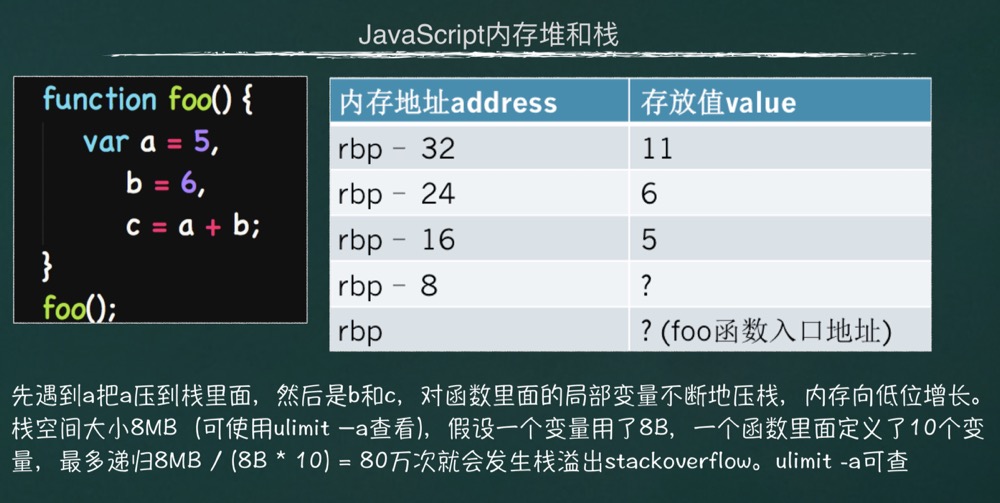 JavaScript内存堆和栈
function foo() {
var a = 5,
b = 6,
c = a + b;
}
foo();
内存地址address 存放值value
rbp - 32 11
rbp - 24 6
rbp - 16 5
rbp - 8 ?
rbp ? (foo函数入口地址)
先遇到a把a压到栈里面，然后是b和c，对函数里面的局部变量不断地压栈，内存向低位增长。
栈空间大小8MB（可使用ulimit –a查看），假设一个变量用了8B，一个函数里面定义了10个变
量，最多递归8MB / (8B * 10) = 80万次就会发生栈溢出stackoverflow。ulimit -a可查